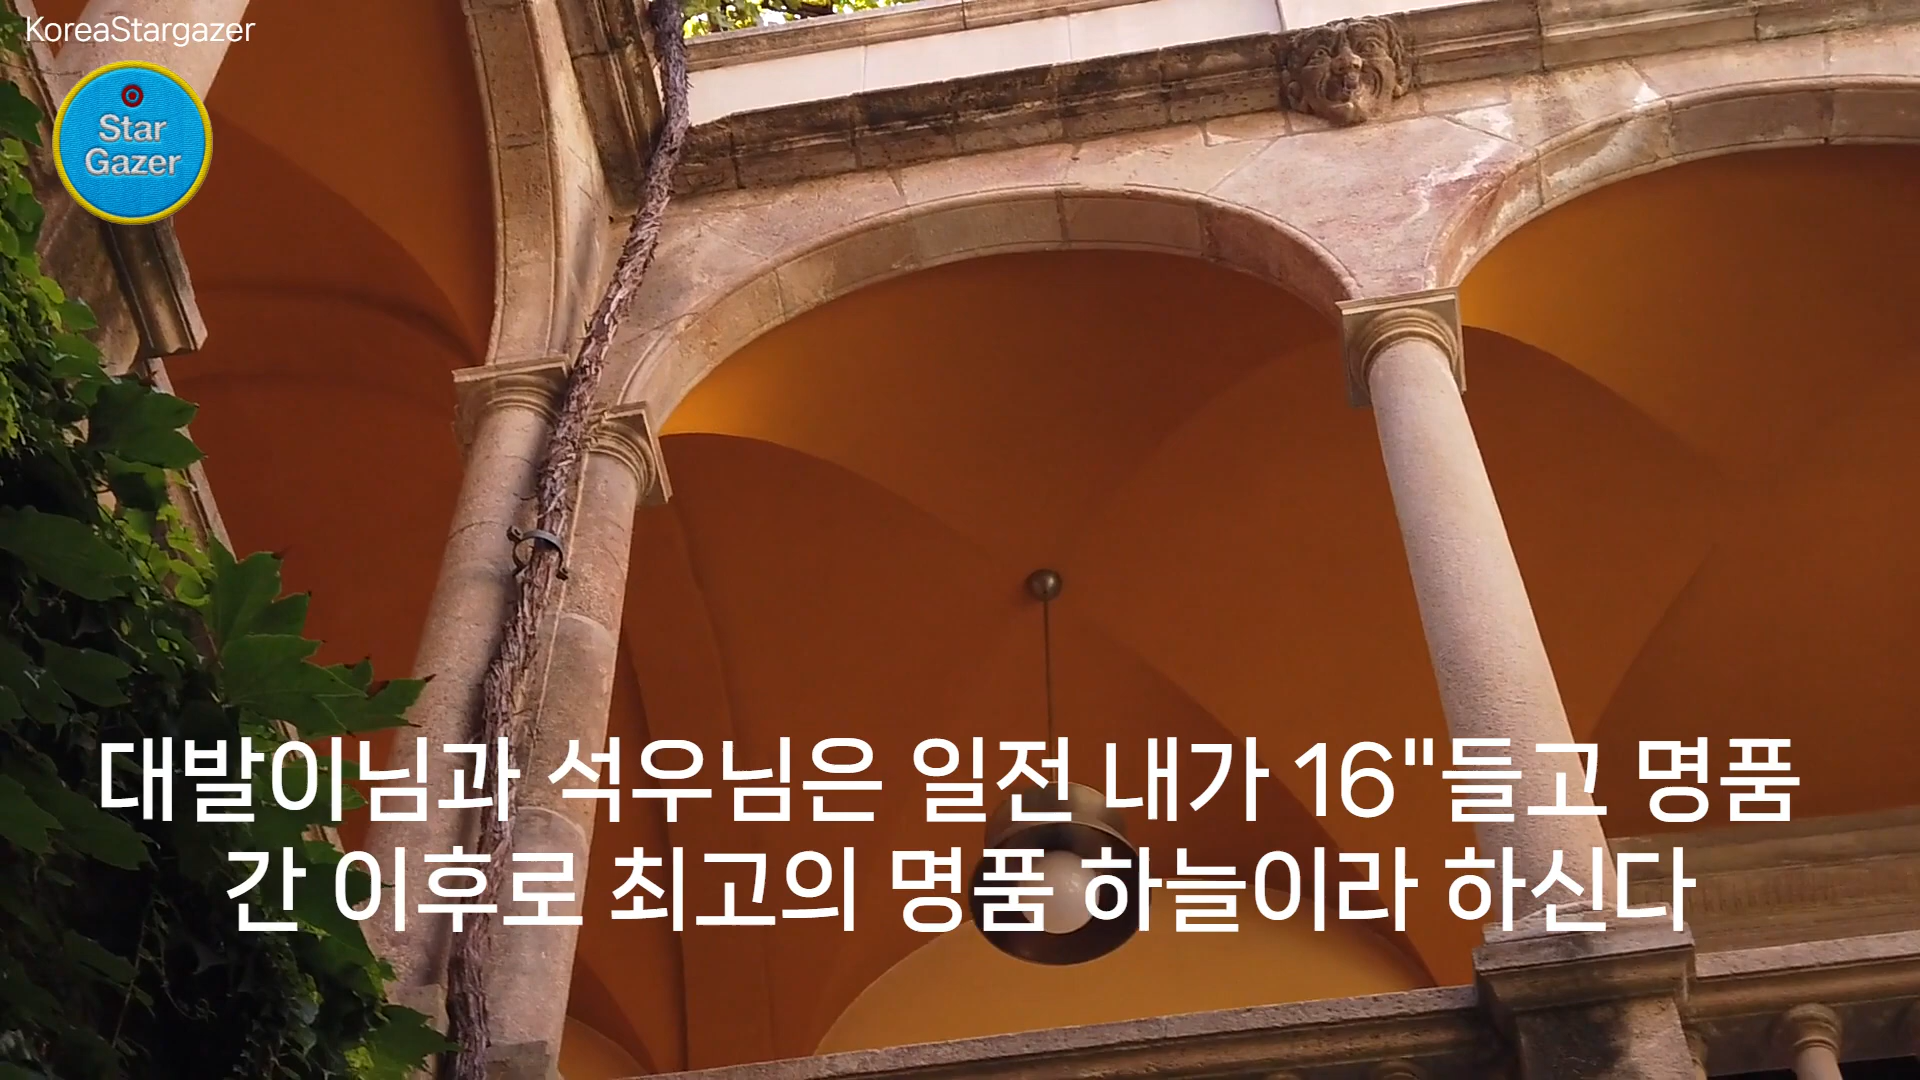 KoreaStargazer
Star
Gazer
대발이님과 석우님은 일전 내가 16"들고 명품
간 이후로 최고의 명품 하늘이라 하신다